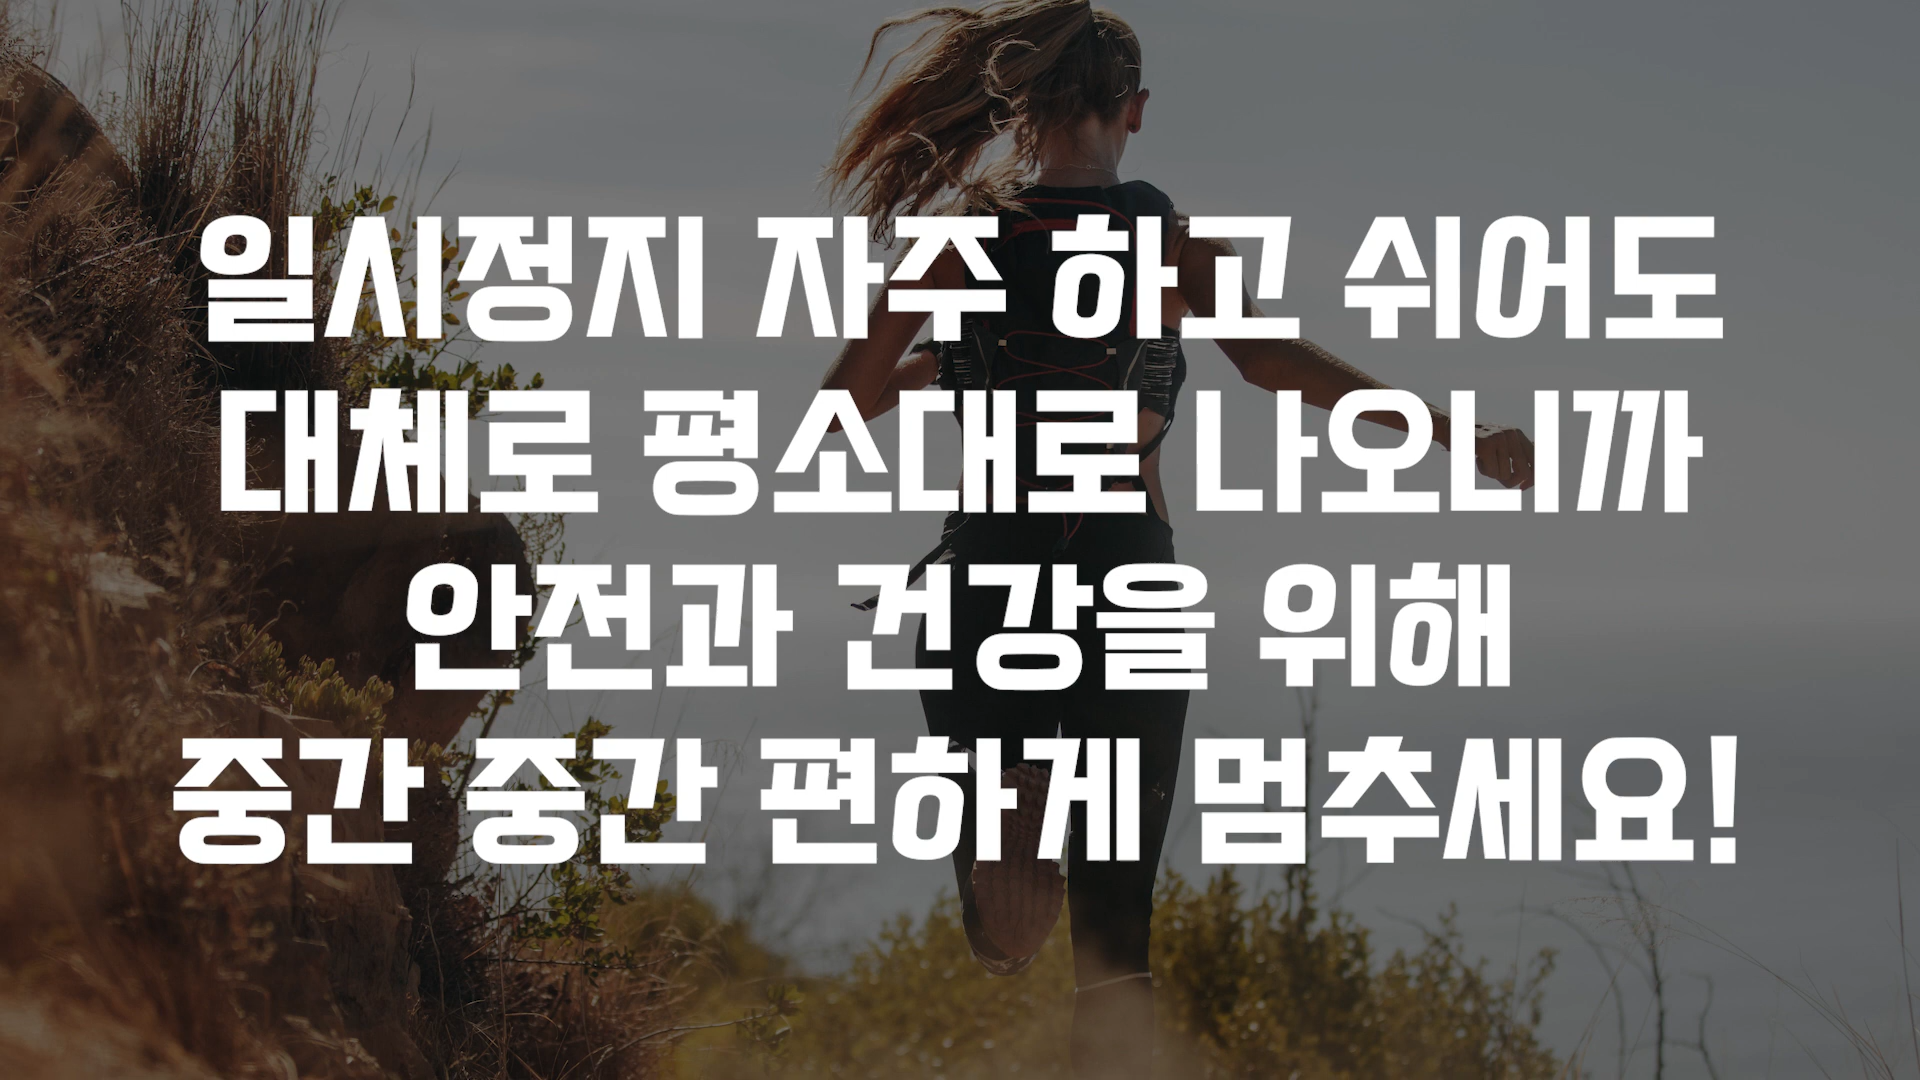 일시정지 자주 하고 쉬어도
대체로 평소대로 나오니까
안전과 건강을 위해
중간 중간 편하게 멈추세요!